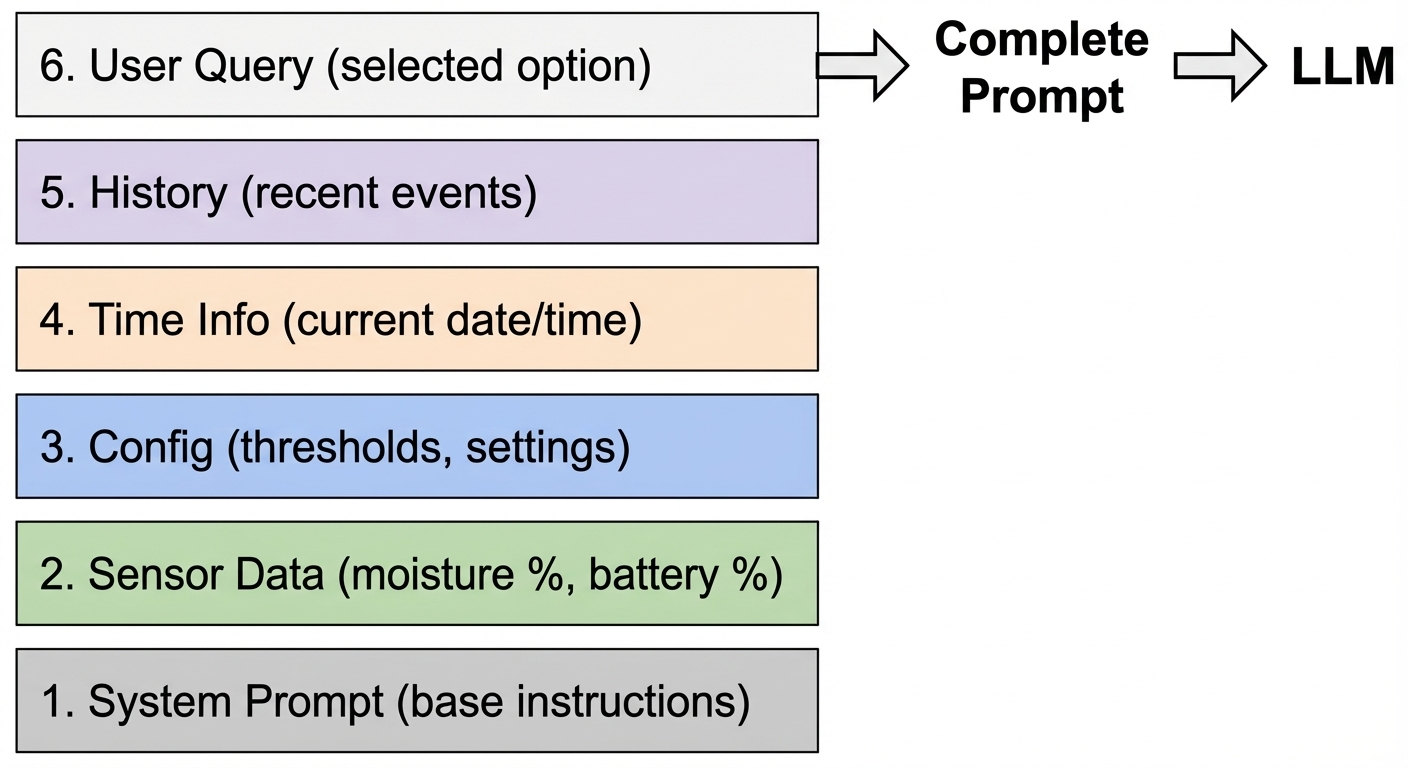 6. User Query (selected option)
Complete
Prompt
LLM
5. History (recent events)
4. Time Info (current date/time)
3. Config (thresholds, settings)
2. Sensor Data (moisture %, battery %)
1. System Prompt (base instructions)